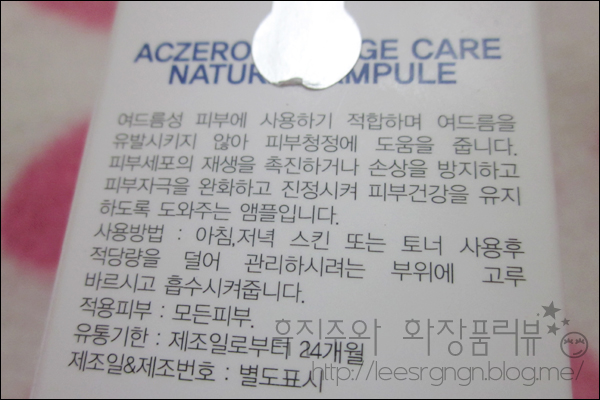 ACZERO GE CARE
NATUR AMPULE
여드름성 피부에 사용하기 적합하며 여드름을
유발시키지 않아 피부청정에 도움을 줍니다.
피부세포의 재생을 촉진하거나 손상을 방지하고
피부자극을 완화하고 진정시켜 피부건강을 유지
하도록 도와주는 앰플입니다.
사용방법 : 아침,저녁 스킨 또는 토너 사용후
적당량을 덜어 관리하시려는 부위에 고루
바르시고 흡수시켜줍니다.
적용피부 : 모든피부.
유통기한 : 제조일로부터 24개월
제조일&제조번호 : 별도표시
화장품리뷰
http://leesrgngn.blog.me/